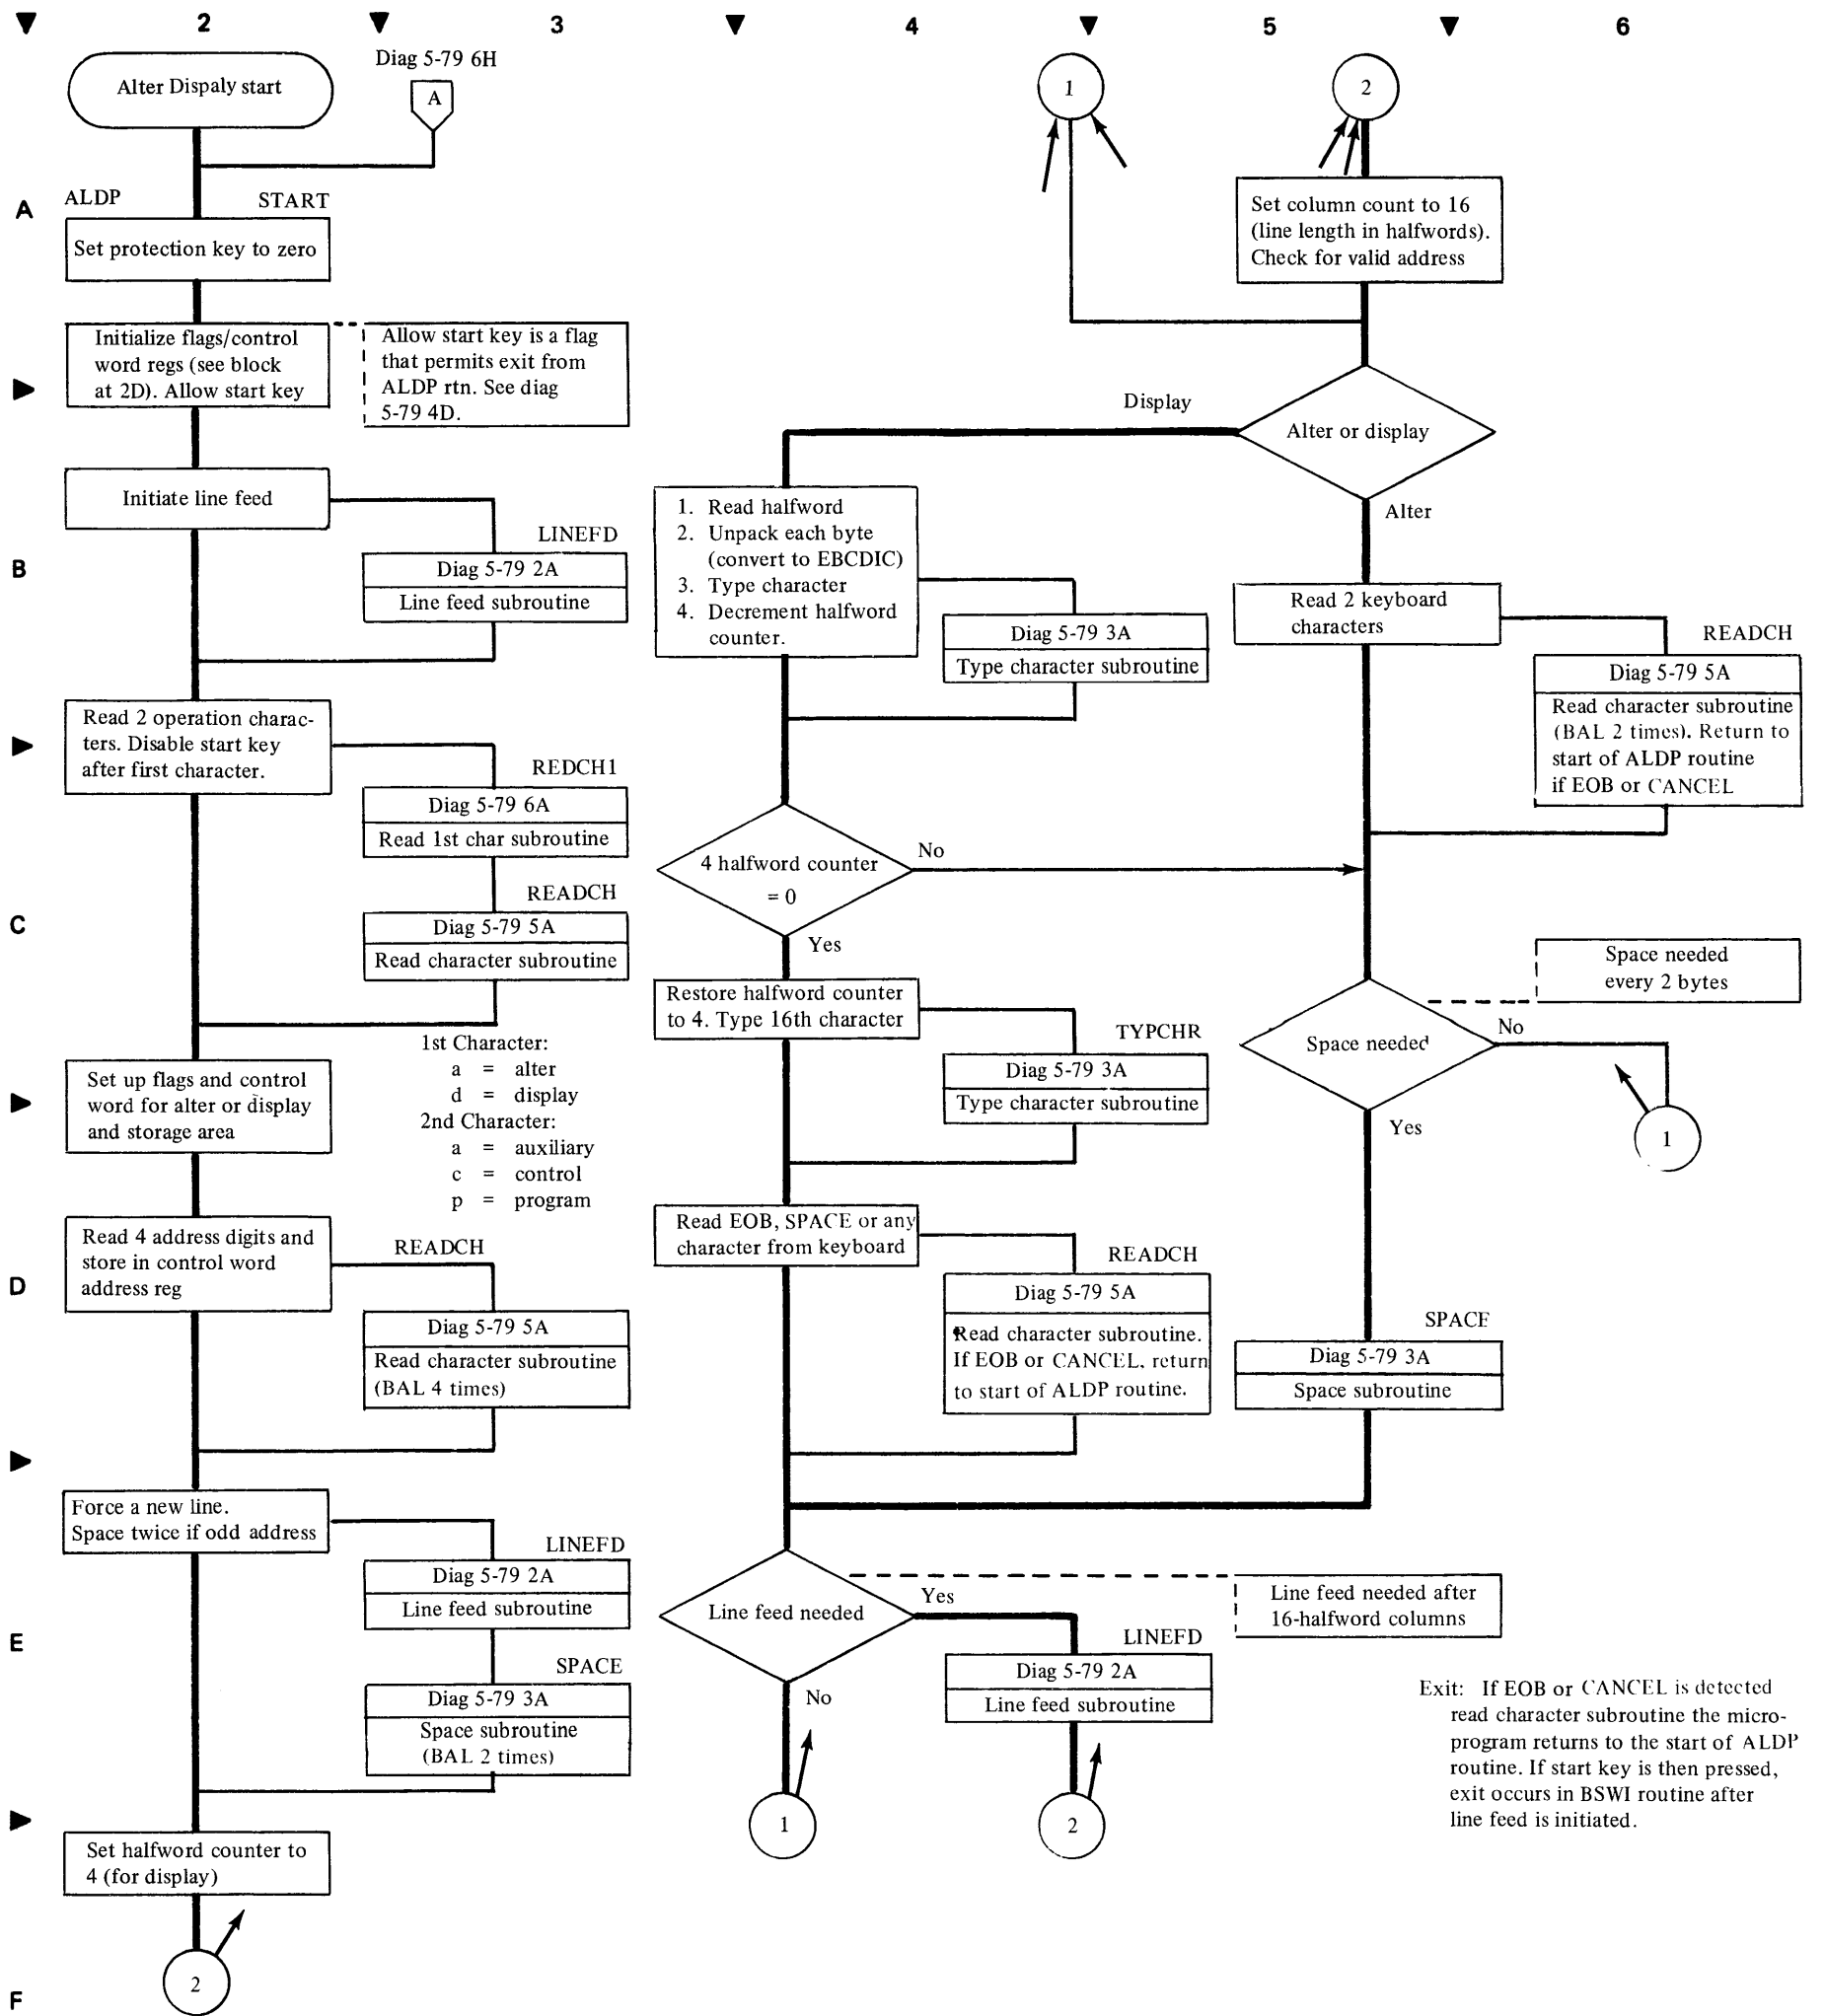 2 3 4 5 6
Alter Dispaly start
Diag 5-79 6H
A
A
ALDP START
Set protection key to zero
Initialize flags/control
word regs (see block
at 2D). Allow start key
Allow start key is a flag
that permits exit from
ALDP rtn. See diag
5-79 4D.
Initiate line feed
B
LINEFD
Diag 5-79 2A
Line feed subroutine
Read 2 operation charac-
ters. Disable start key
after first character.
REDCH1
Diag 5-79 6A
Read 1st char subroutine
C
READCH
Diag 5-79 5A
Read character subroutine
Set up flags and control
word for alter or display
and storage area
1st Character:
a = alter
d = display
2nd Character:
a = auxiliary
c = control
p = program
D
Read 4 address digits and
store in control word
address reg
READCH
Diag 5-79 5A
Read character subroutine
(BAL 4 times)
Force a new line.
Space twice if odd address
LINEFD
Diag 5-79 2A
Line feed subroutine
E
SPACE
Diag 5-79 3A
Space subroutine
(BAL 2 times)
Set halfword counter to
4 (for display)
2
F
1
2
Set column count to 16
(line length in halfwords).
Check for valid address
Alter or display
Display
Alter
1. Read halfword
2. Unpack each byte
(convert to EBCDIC)
3. Type character
4. Decrement halfword
counter.
Diag 5-79 3A
Type character subroutine
Read 2 keyboard
characters
READCH
Diag 5-79 5A
Read character subroutine
(BAL 2 times). Return to
start of ALDP routine
if EOB or CANCEL
4 halfword counter
= 0
No
Yes
Restore halfword counter
to 4. Type 16th character
TYPCHR
Diag 5-79 3A
Type character subroutine
Space needed
every 2 bytes
Space needed
No
Yes
1
Read EOB, SPACE or any
character from keyboard
READCH
Diag 5-79 5A
Read character subroutine.
If EOB or CANCEL, return
to start of ALDP routine.
SPACE
Diag 5-79 3A
Space subroutine
Line feed needed
Yes
No
Line feed needed after
16-halfword columns
LINEFD
Diag 5-79 2A
Line feed subroutine
1
2
Exit: If EOB or CANCEL is detected
read character subroutine the micro-
program returns to the start of ALDP
routine. If start key is then pressed,
exit occurs in BSWI routine after
line feed is initiated.